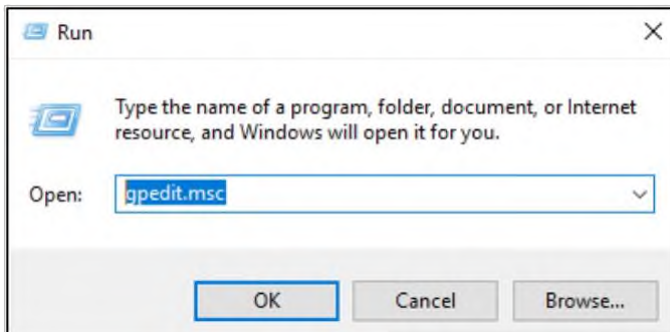 Run
Type the name of a program, folder, document, or Internet
resource, and Windows will open it for you.
Open: gpedit.msc
OK Cancel Browse...